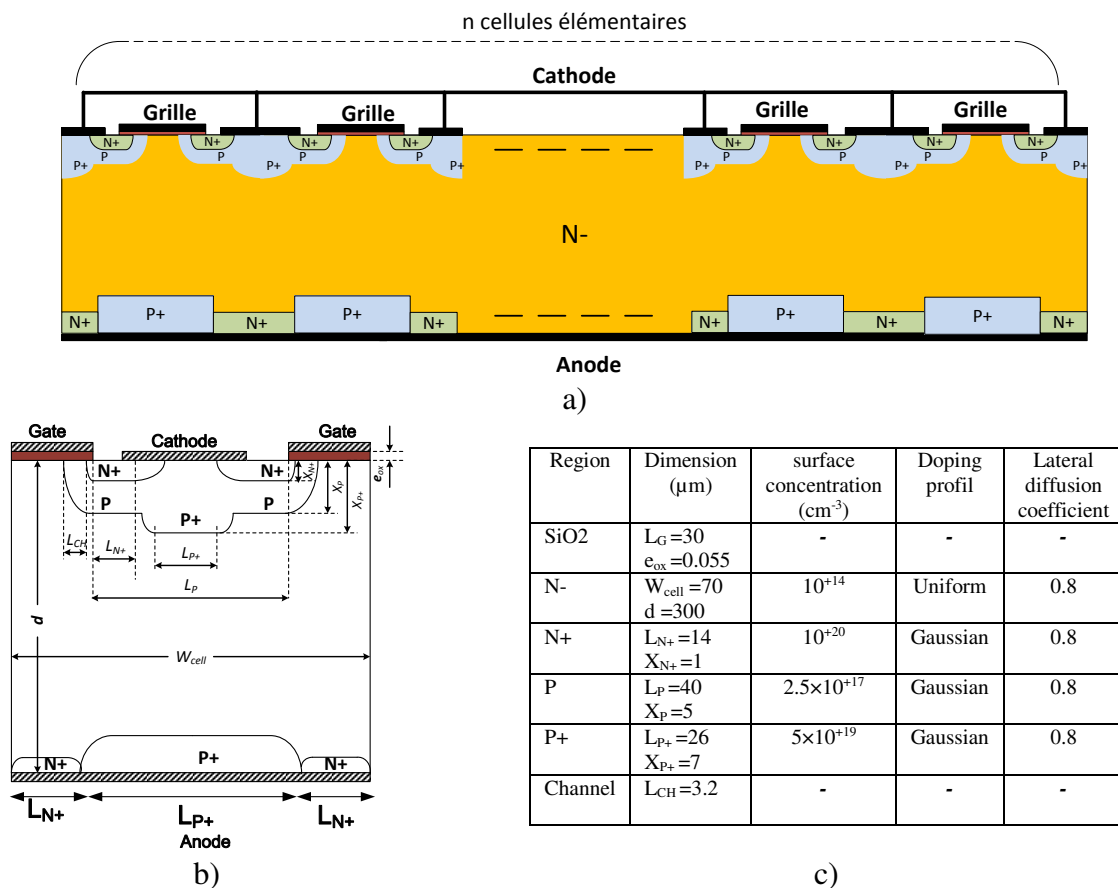 n cellules élémentaires
Cathode
Grille Grille Grille Grille
N+ N+ N+ N+ N+ N+ N+ N+
P P P P P P P P
P+ P+ P+ P+ P+ P+
N-
P+ P+ P+ P+
N+ N+ N+ N+ N+ N+
Anode
a)
Gate Cathode Gate
N+ N+
X_N+ X_P X_P+ e_ox
P P+ P
L_CH L_N+ L_P+
L_P
d
W_cell
N+ P+ N+
L_N+ L_P+ L_N+
Anode
b)
Region Dimension (µm) surface concentration (cm⁻³) Doping profil Lateral diffusion coefficient
SiO2 L_G =30 - - -
e_ox =0.055
N- W_cell =70 10⁺¹⁴ Uniform 0.8
d =300
N+ L_N+ =14 10⁺²⁰ Gaussian 0.8
X_N+ =1
P L_P =40 2.5×10⁺¹⁷ Gaussian 0.8
X_P =5
P+ L_P+ =26 5×10⁺¹⁹ Gaussian 0.8
X_P+ =7
Channel L_CH =3.2 - - -
c)